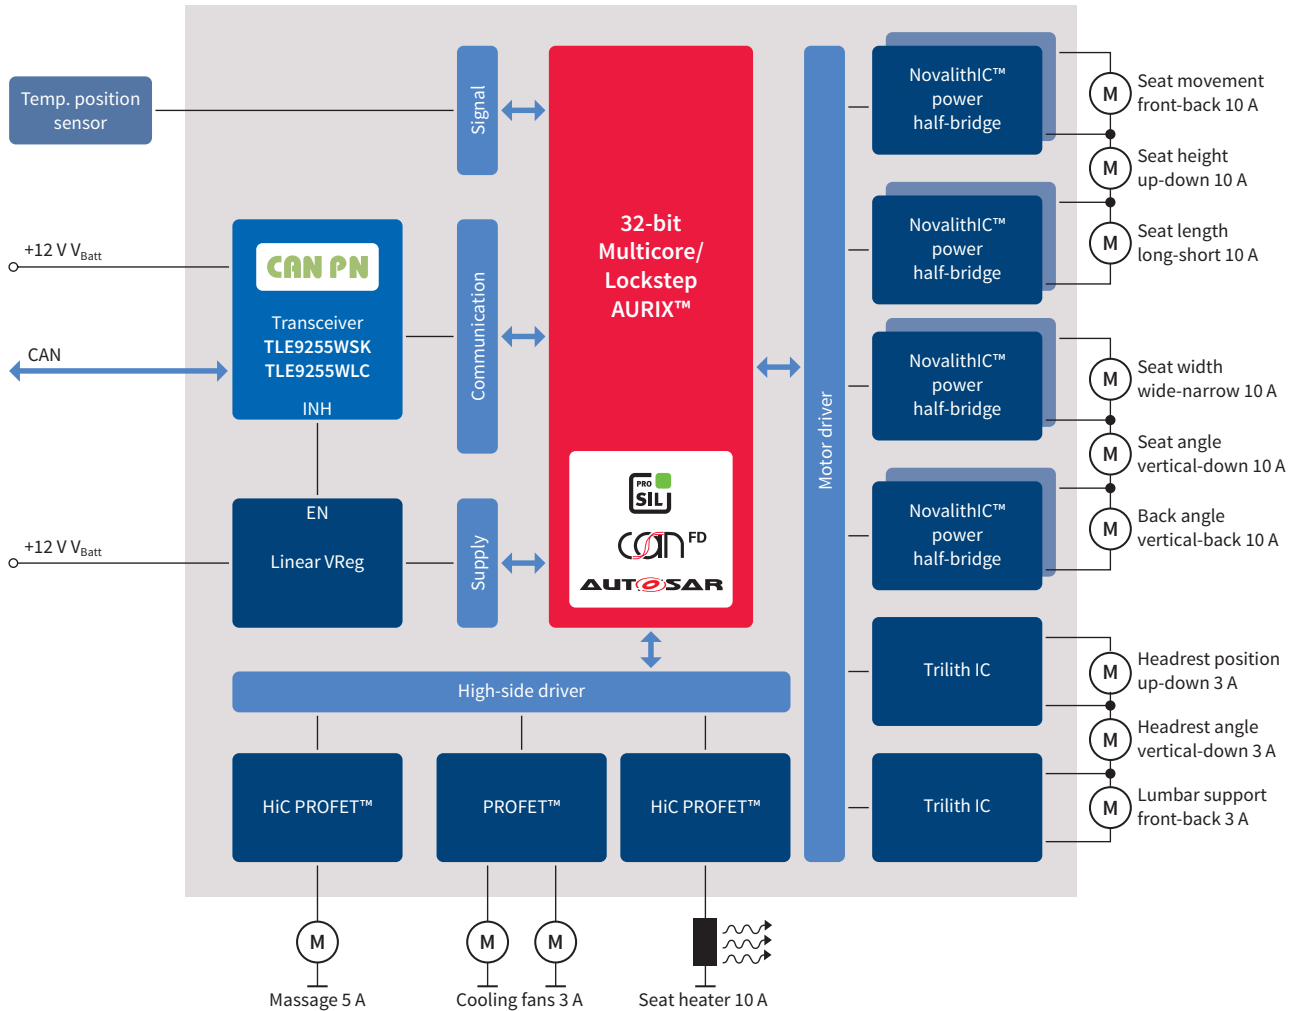 Temp. position
sensor
+12 V VBatt
CAN
+12 V VBatt
CAN PN
Transceiver
TLE9255WSK
TLE9255WLC
INH
EN
Linear VReg
Signal
Communication
Supply
32-bit
Multicore/
Lockstep
AURIX™
PRO
SIL
CAN FD
AUTOSAR
High-side driver
HiC PROFET™
PROFET™
HiC PROFET™
M
M
M
Massage 5 A
Cooling fans 3 A
Seat heater 10 A
Motor driver
NovalithIC™
power
half-bridge
NovalithIC™
power
half-bridge
NovalithIC™
power
half-bridge
NovalithIC™
power
half-bridge
Trilith IC
Trilith IC
M
Seat movement
front-back 10 A
M
Seat height
up-down 10 A
M
Seat length
long-short 10 A
M
Seat width
wide-narrow 10 A
M
Seat angle
vertical-down 10 A
M
Back angle
vertical-back 10 A
M
Headrest position
up-down 3 A
M
Headrest angle
vertical-down 3 A
M
Lumbar support
front-back 3 A